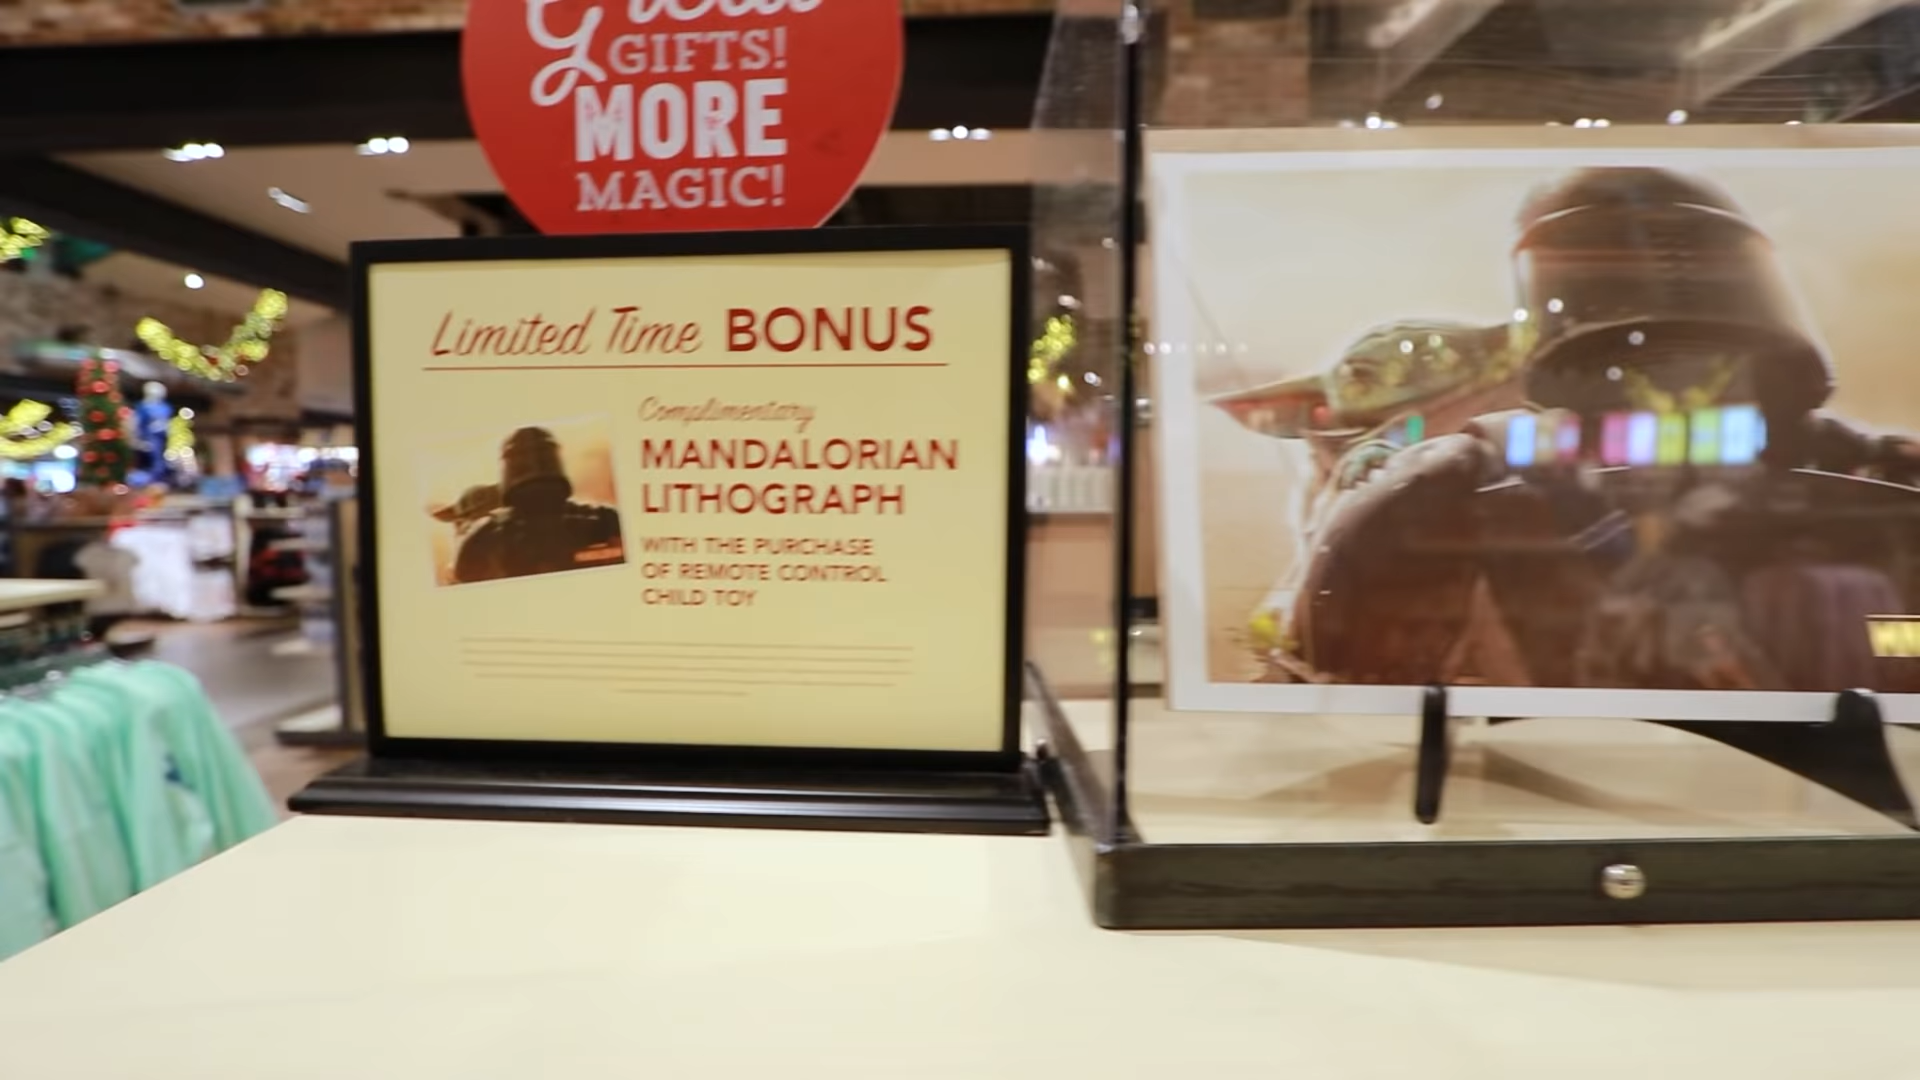 GIFTS!
MORE
MAGIC!
Limited Time BONUS
Complimentary
MANDALORIAN
LITHOGRAPH
WITH THE PURCHASE
OF REMOTE CONTROL
CHILD TOY